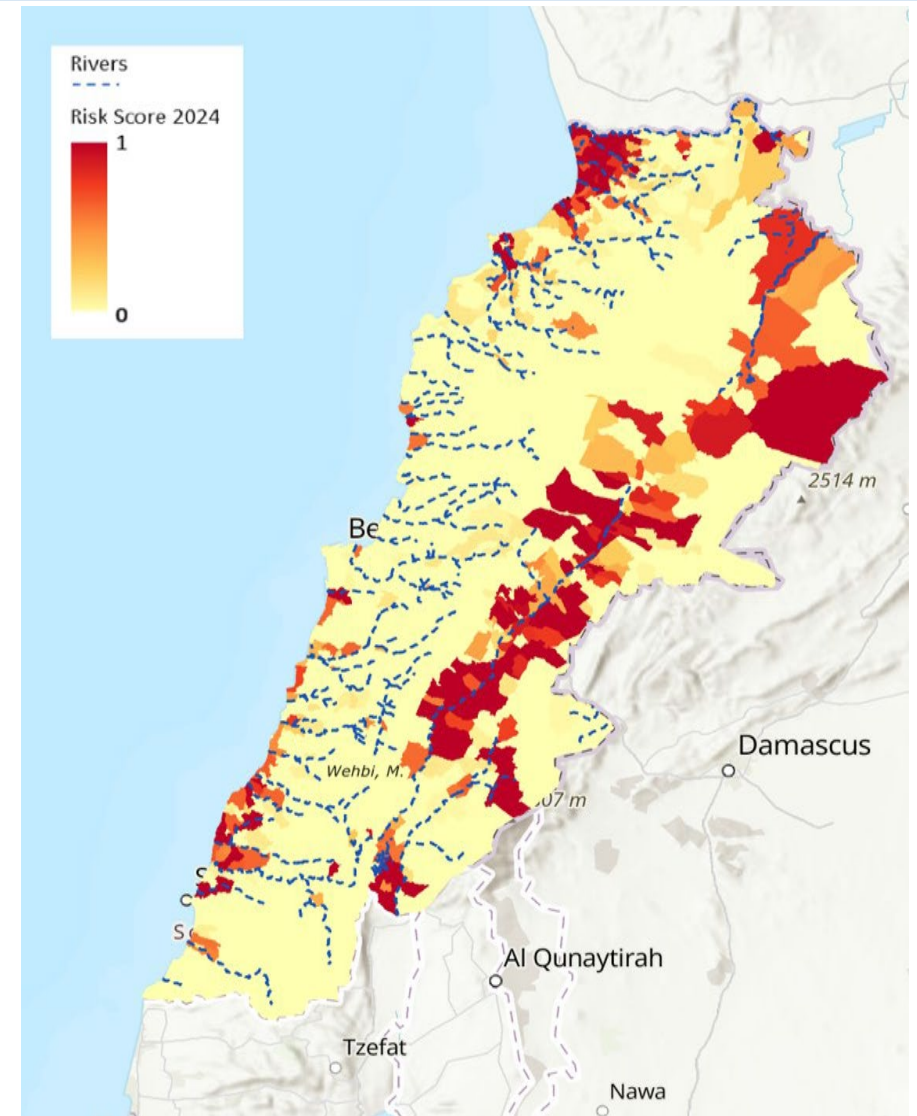 Rivers
Risk Score 2024
1
0
2514 m
Be
Damascus
Wehbi, M.
07 m
S
Al Qunaytirah
Tzefat
Nawa